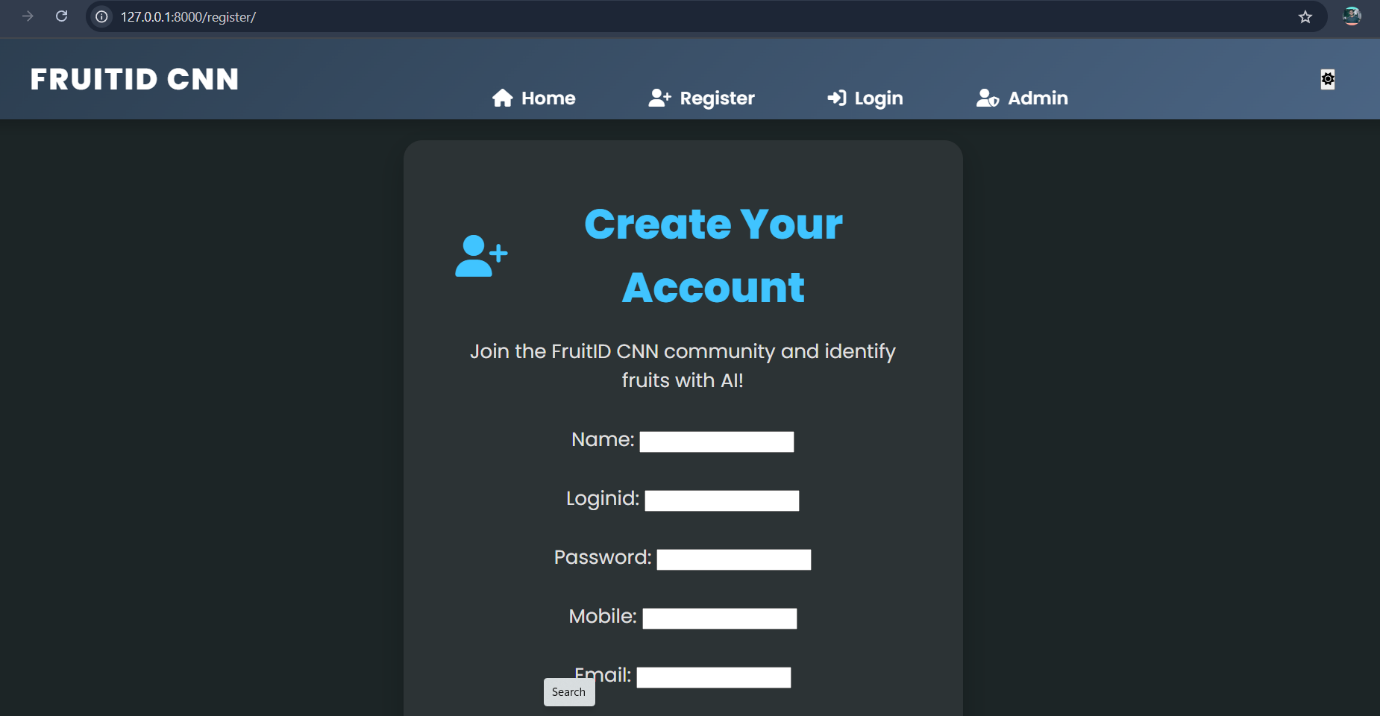 127.0.0.1:8000/register/
FRUITID CNN
Home Register Login Admin
Create Your
Account
Join the FruitID CNN community and identify
fruits with AI!
Name:
Loginid:
Password:
Mobile:
Email:
Search